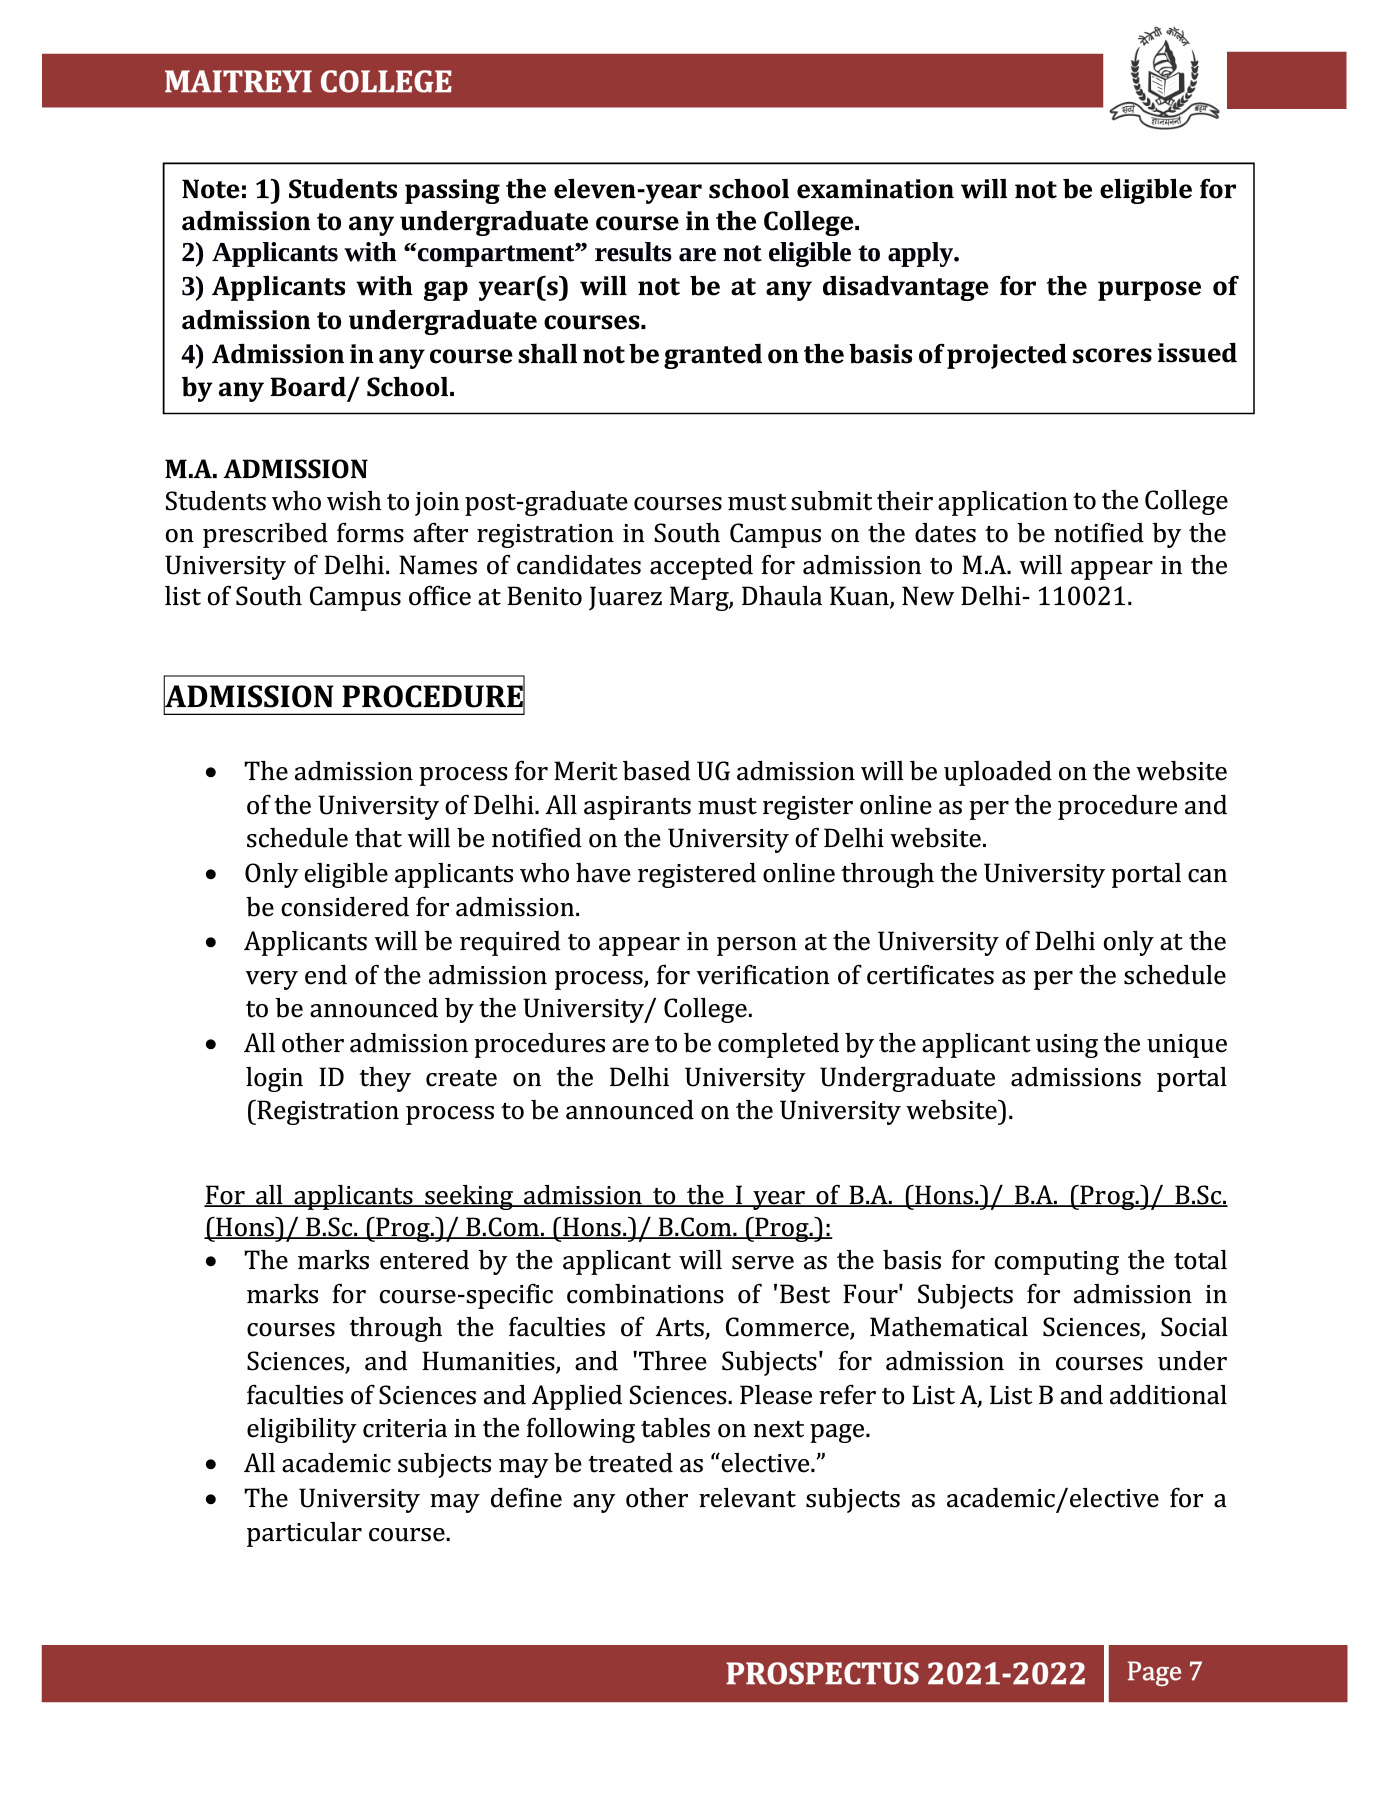 MAITREYI COLLEGE
मैत्रेयी कॉलेज
ज्ञानमनन्तं
Note: 1) Students passing the eleven-year school examination will not be eligible for
admission to any undergraduate course in the College.
2) Applicants with “compartment” results are not eligible to apply.
3) Applicants with gap year(s) will not be at any disadvantage for the purpose of
admission to undergraduate courses.
4) Admission in any course shall not be granted on the basis of projected scores issued
by any Board/ School.
M.A. ADMISSION
Students who wish to join post-graduate courses must submit their application to the College
on prescribed forms after registration in South Campus on the dates to be notified by the
University of Delhi. Names of candidates accepted for admission to M.A. will appear in the
list of South Campus office at Benito Juarez Marg, Dhaula Kuan, New Delhi- 110021.
ADMISSION PROCEDURE
• The admission process for Merit based UG admission will be uploaded on the website
of the University of Delhi. All aspirants must register online as per the procedure and
schedule that will be notified on the University of Delhi website.
• Only eligible applicants who have registered online through the University portal can
be considered for admission.
• Applicants will be required to appear in person at the University of Delhi only at the
very end of the admission process, for verification of certificates as per the schedule
to be announced by the University/ College.
• All other admission procedures are to be completed by the applicant using the unique
login ID they create on the Delhi University Undergraduate admissions portal
(Registration process to be announced on the University website).
For all applicants seeking admission to the I year of B.A. (Hons.)/ B.A. (Prog.)/ B.Sc.
(Hons)/ B.Sc. (Prog.)/ B.Com. (Hons.)/ B.Com. (Prog.):
• The marks entered by the applicant will serve as the basis for computing the total
marks for course-specific combinations of 'Best Four' Subjects for admission in
courses through the faculties of Arts, Commerce, Mathematical Sciences, Social
Sciences, and Humanities, and 'Three Subjects' for admission in courses under
faculties of Sciences and Applied Sciences. Please refer to List A, List B and additional
eligibility criteria in the following tables on next page.
• All academic subjects may be treated as “elective.”
• The University may define any other relevant subjects as academic/elective for a
particular course.
PROSPECTUS 2021-2022
Page 7